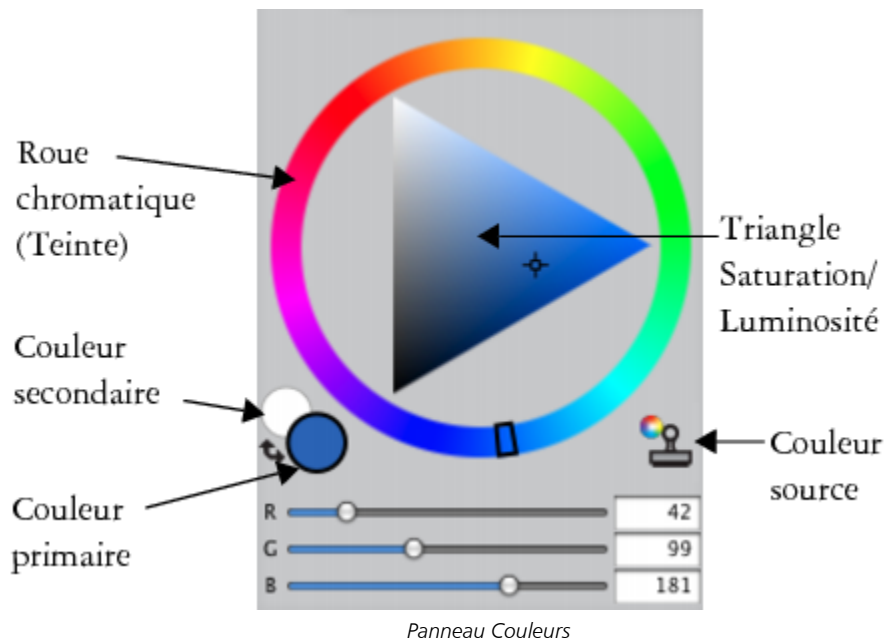 Roue
chromatique
(Teinte)
Triangle
Saturation/
Luminosité
Couleur
secondaire
Couleur
source
Couleur
primaire
R 42
G 99
B 181
Panneau Couleurs